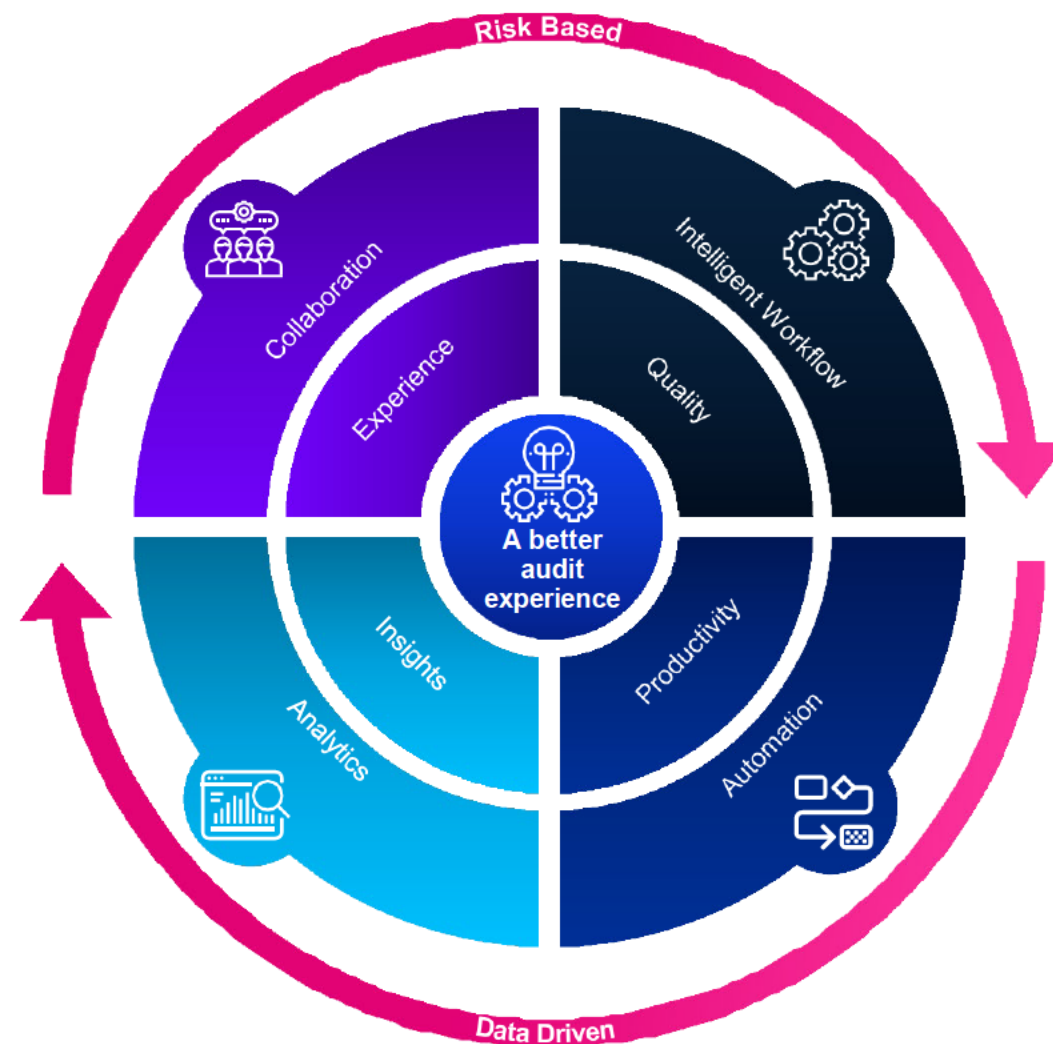 Risk Based
Collaboration
Intelligent Workflow
Experience
Quality
A better
audit
experience
Insights
Productivity
Analytics
Automation
Data Driven